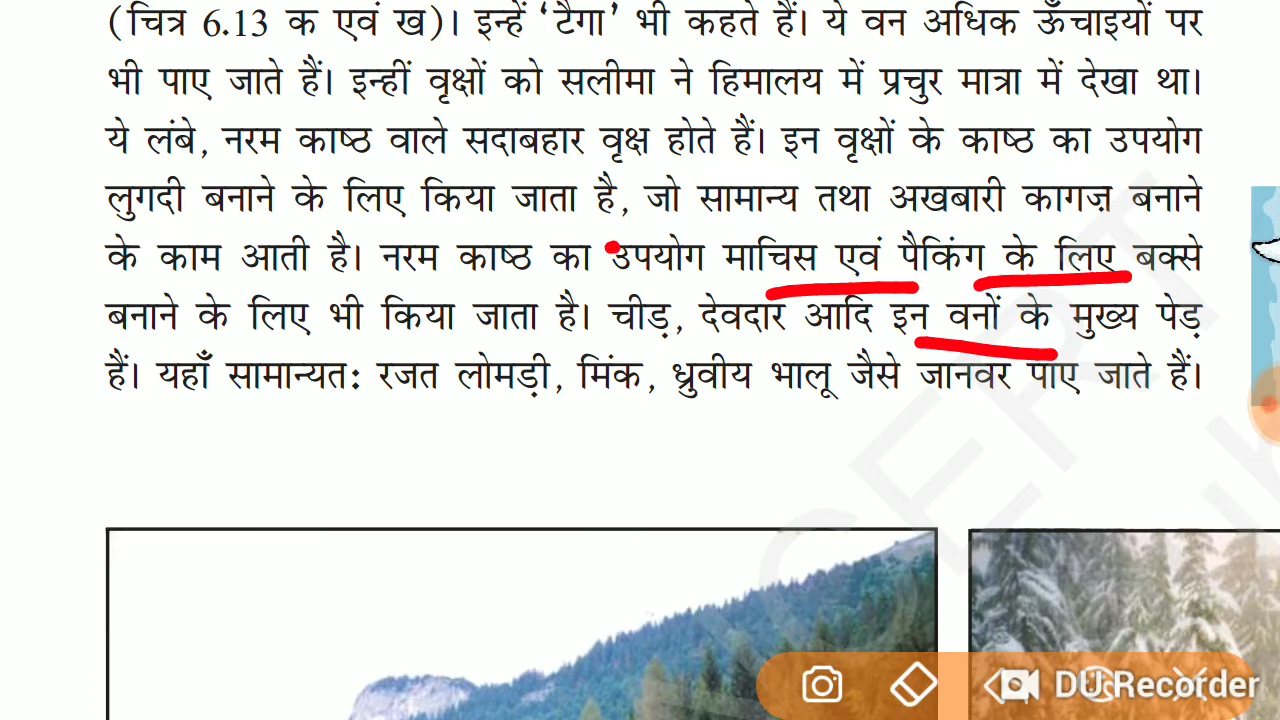 (चित्र 6.13 क एवं ख)। इन्हें ‘टैगा’ भी कहते हैं। ये वन अधिक ऊँचाइयों पर
भी पाए जाते हैं। इन्हीं वृक्षों को सलीमा ने हिमालय में प्रचुर मात्रा में देखा था।
ये लंबे, नरम काष्ठ वाले सदाबहार वृक्ष होते हैं। इन वृक्षों के काष्ठ का उपयोग
लुगदी बनाने के लिए किया जाता है, जो सामान्य तथा अखबारी कागज़ बनाने
के काम आती है। नरम काष्ठ का उपयोग माचिस एवं पैकिंग के लिए बक्से
बनाने के लिए भी किया जाता है। चीड़, देवदार आदि इन वनों के मुख्य पेड़
हैं। यहाँ सामान्यत: रजत लोमड़ी, मिंक, ध्रुवीय भालू जैसे जानवर पाए जाते हैं।
DU Recorder